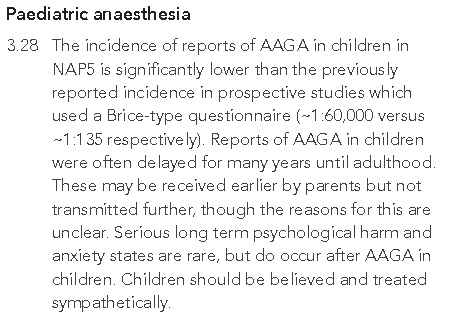 Paediatric anaesthesia
3.28 The incidence of reports of AAGA in children in
NAP5 is significantly lower than the previously
reported incidence in prospective studies which
used a Brice-type questionnaire (~1:60,000 versus
~1:135 respectively). Reports of AAGA in children
were often delayed for many years until adulthood.
These may be received earlier by parents but not
transmitted further, though the reasons for this are
unclear. Serious long term psychological harm and
anxiety states are rare, but do occur after AAGA in
children. Children should be believed and treated
sympathetically.